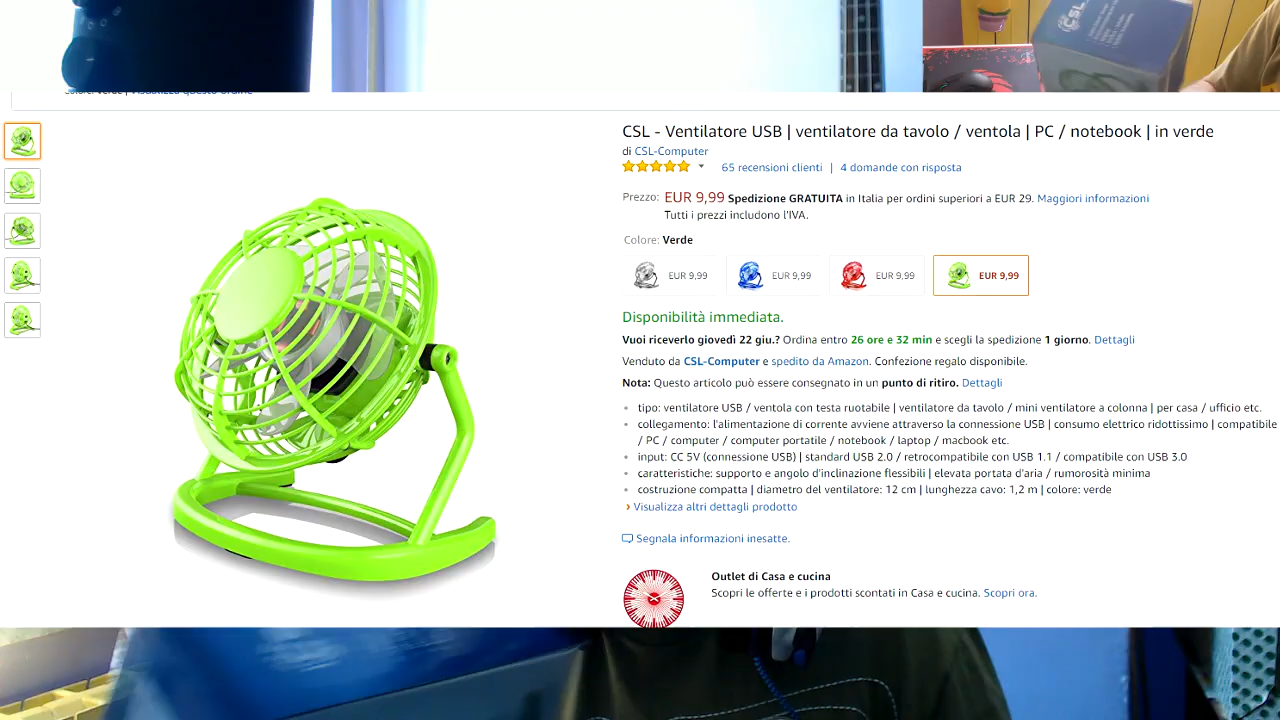 CSL
Colore: Verde | Visualizza questo ordine
CSL - Ventilatore USB | ventilatore da tavolo / ventola | PC / notebook | in verde
di CSL-Computer
65 recensioni clienti | 4 domande con risposta
Prezzo: EUR 9,99 Spedizione GRATUITA in Italia per ordini superiori a EUR 29. Maggiori informazioni
Tutti i prezzi includono l'IVA.
Colore: Verde
EUR 9,99 EUR 9,99 EUR 9,99 EUR 9,99
Disponibilità immediata.
Vuoi riceverlo giovedì 22 giu.? Ordina entro 26 ore e 32 min e scegli la spedizione 1 giorno. Dettagli
Venduto da CSL-Computer e spedito da Amazon. Confezione regalo disponibile.
Nota: Questo articolo può essere consegnato in un punto di ritiro. Dettagli
tipo: ventilatore USB / ventola con testa ruotabile | ventilatore da tavolo / mini ventilatore a colonna | per casa / ufficio etc.
collegamento: l'alimentazione di corrente avviene attraverso la connessione USB | consumo elettrico ridottissimo | compatibile
/ PC / computer / computer portatile / notebook / laptop / macbook etc.
input: CC 5V (connessione USB) | standard USB 2.0 / retrocompatibile con USB 1.1 / compatibile con USB 3.0
caratteristiche: supporto e angolo d'inclinazione flessibili | elevata portata d'aria / rumorosità minima
costruzione compatta | diametro del ventilatore: 12 cm | lunghezza cavo: 1,2 m | colore: verde
› Visualizza altri dettagli prodotto
Segnala informazioni inesatte.
Outlet di Casa e cucina
Scopri le offerte e i prodotti scontati in Casa e cucina. Scopri ora.